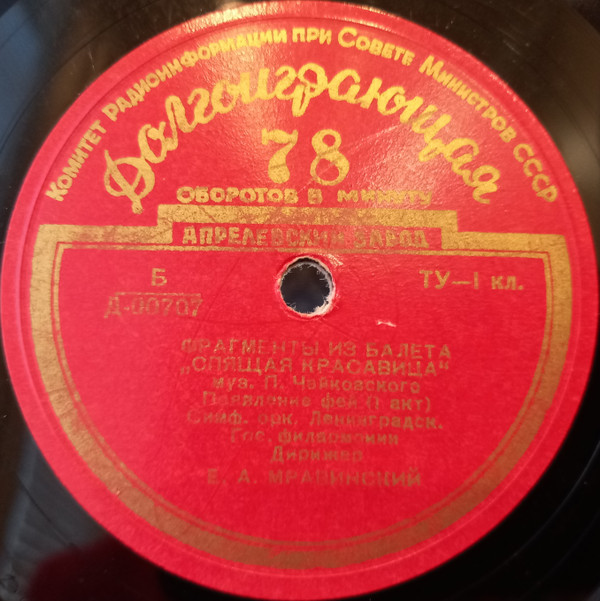 Комитет Радиоинформации при Совете Министров СССР
Долгоиграющая
78
ОБОРОТОВ В МИНУТУ
АПРЕЛЕВСКИЙ ЗАВОД
Б
Д-00707
ТУ—I кл.
ФРАГМЕНТЫ ИЗ БАЛЕТА
„СПЯЩАЯ КРАСАВИЦА“
муз. П. Чайковского
Появление фей (I акт)
Симф. орк. Ленинградск.
Гос. филармонии
Дирижер
Е. А. МРАВИНСКИЙ